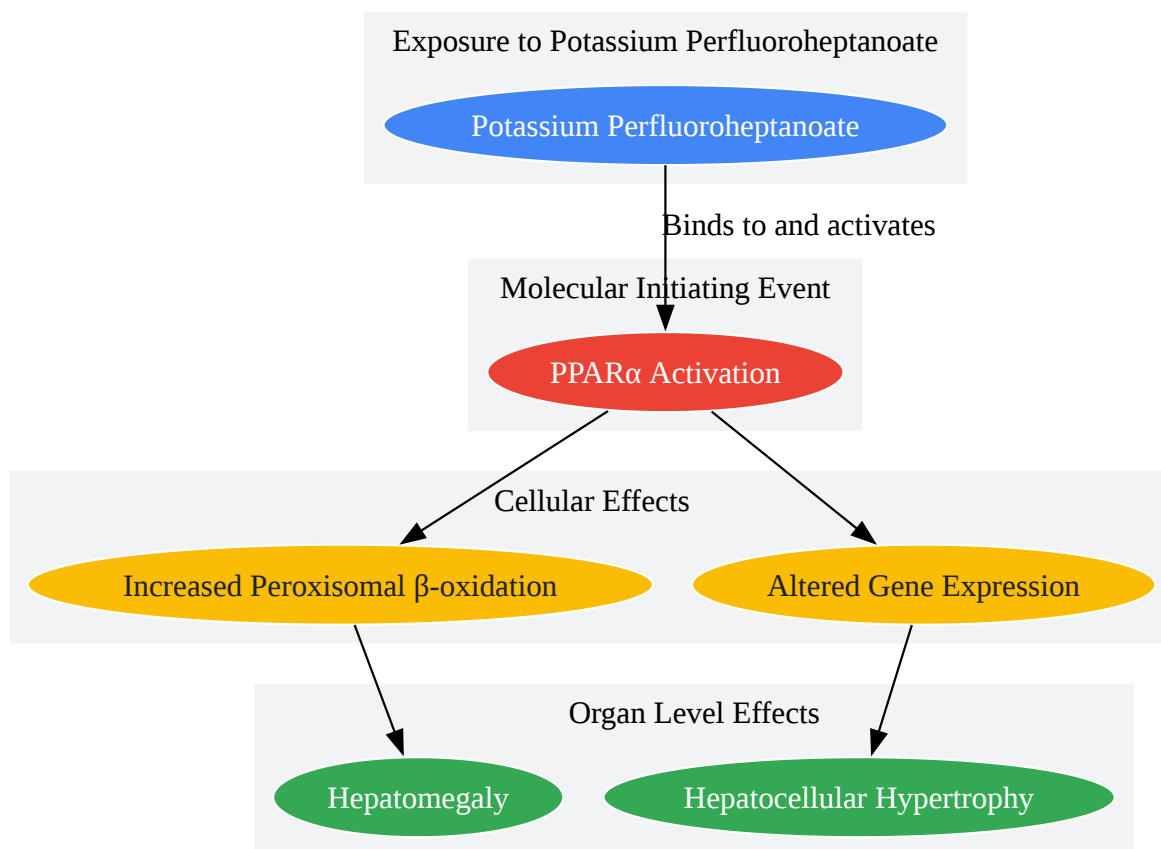 Exposure to Potassium Perfluoroheptanoate
Potassium Perfluoroheptanoate
Binds to and activates
Molecular Initiating Event
PPARα Activation
Cellular Effects
Increased Peroxisomal β-oxidation
Altered Gene Expression
Organ Level Effects
Hepatomegaly
Hepatocellular Hypertrophy